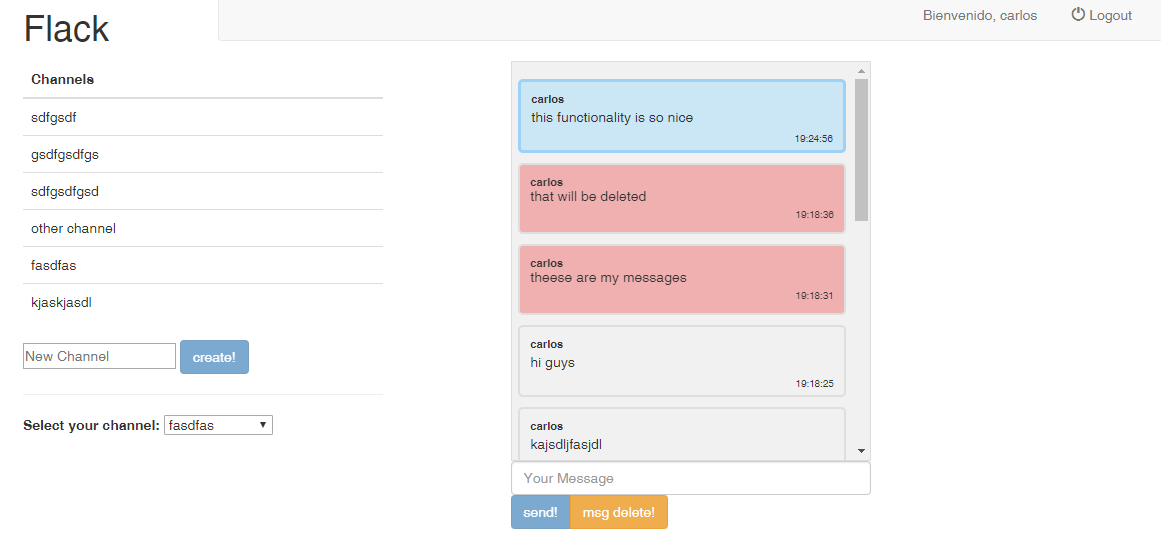 Flack
Bienvenido, carlos
Logout
Channels
sdfgsdf
gsdfgsdfgs
sdfgsdfgsd
other channel
fasdfas
kjaskjasdl
New Channel
create!
Select your channel: fasdfas
carlos
this functionality is so nice
19:24:56
carlos
that will be deleted
19:18:36
carlos
theese are my messages
19:18:31
carlos
hi guys
19:18:25
carlos
kajsdljfasjdl
Your Message
send!
msg delete!